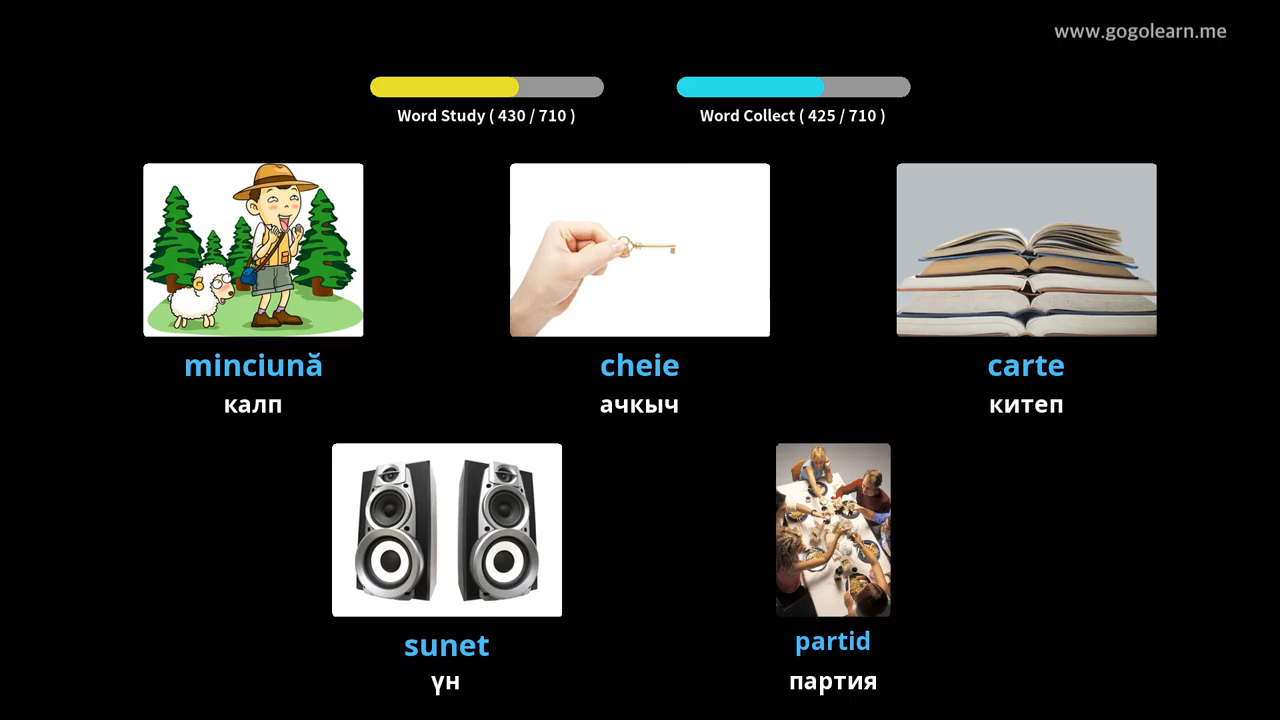 www.gogolearn.me
Word Study ( 430 / 710 )
Word Collect ( 425 / 710 )
minciună
калп
cheie
ачкыч
carte
китеп
sunet
үн
partid
партия